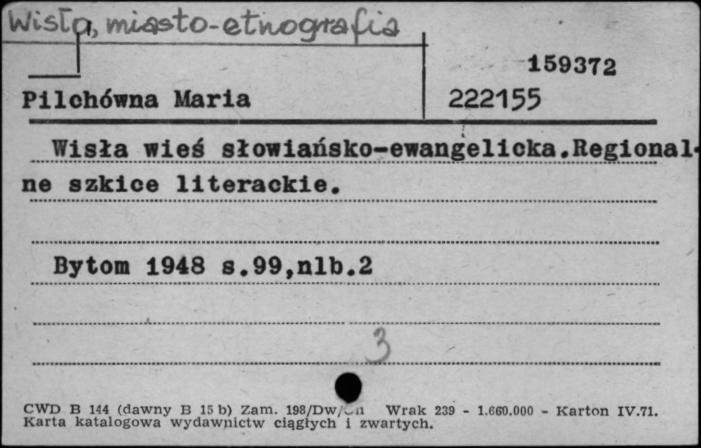 Wisła, miasto-etnografia
159372
Pilchówna Maria
222155
Wisła wieś słowiańsko-ewangelicka.Regional-
ne szkice literackie.
Bytom 1948 s.99,nlb.2
3
CWD B 144 (dawny B 15 b) Zam. 198/Dw/ Wrak 239 - 1.660.000 - Karton IV.71.
Karta katalogowa wydawnictw ciągłych i zwartych.